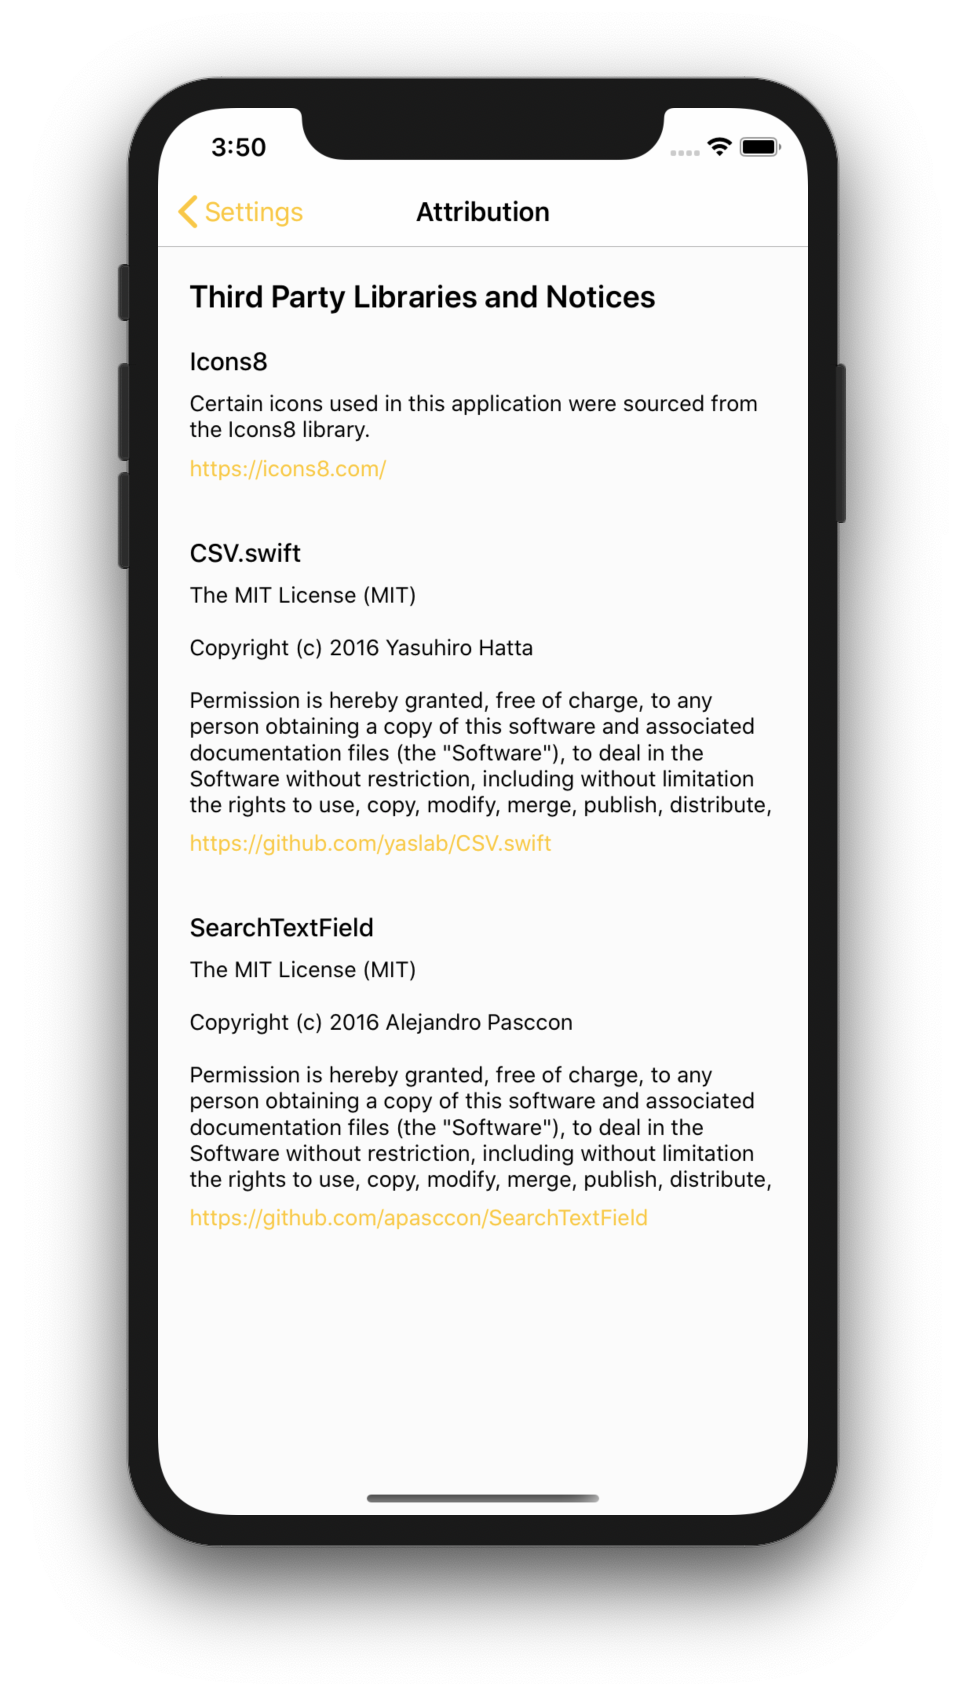 3:50
Settings
Attribution
Third Party Libraries and Notices
Icons8
Certain icons used in this application were sourced from
the Icons8 library.
https://icons8.com/
CSV.swift
The MIT License (MIT)
Copyright (c) 2016 Yasuhiro Hatta
Permission is hereby granted, free of charge, to any
person obtaining a copy of this software and associated
documentation files (the "Software"), to deal in the
Software without restriction, including without limitation
the rights to use, copy, modify, merge, publish, distribute,
https://github.com/yaslab/CSV.swift
SearchTextField
The MIT License (MIT)
Copyright (c) 2016 Alejandro Pasccon
Permission is hereby granted, free of charge, to any
person obtaining a copy of this software and associated
documentation files (the "Software"), to deal in the
Software without restriction, including without limitation
the rights to use, copy, modify, merge, publish, distribute,
https://github.com/apasccon/SearchTextField